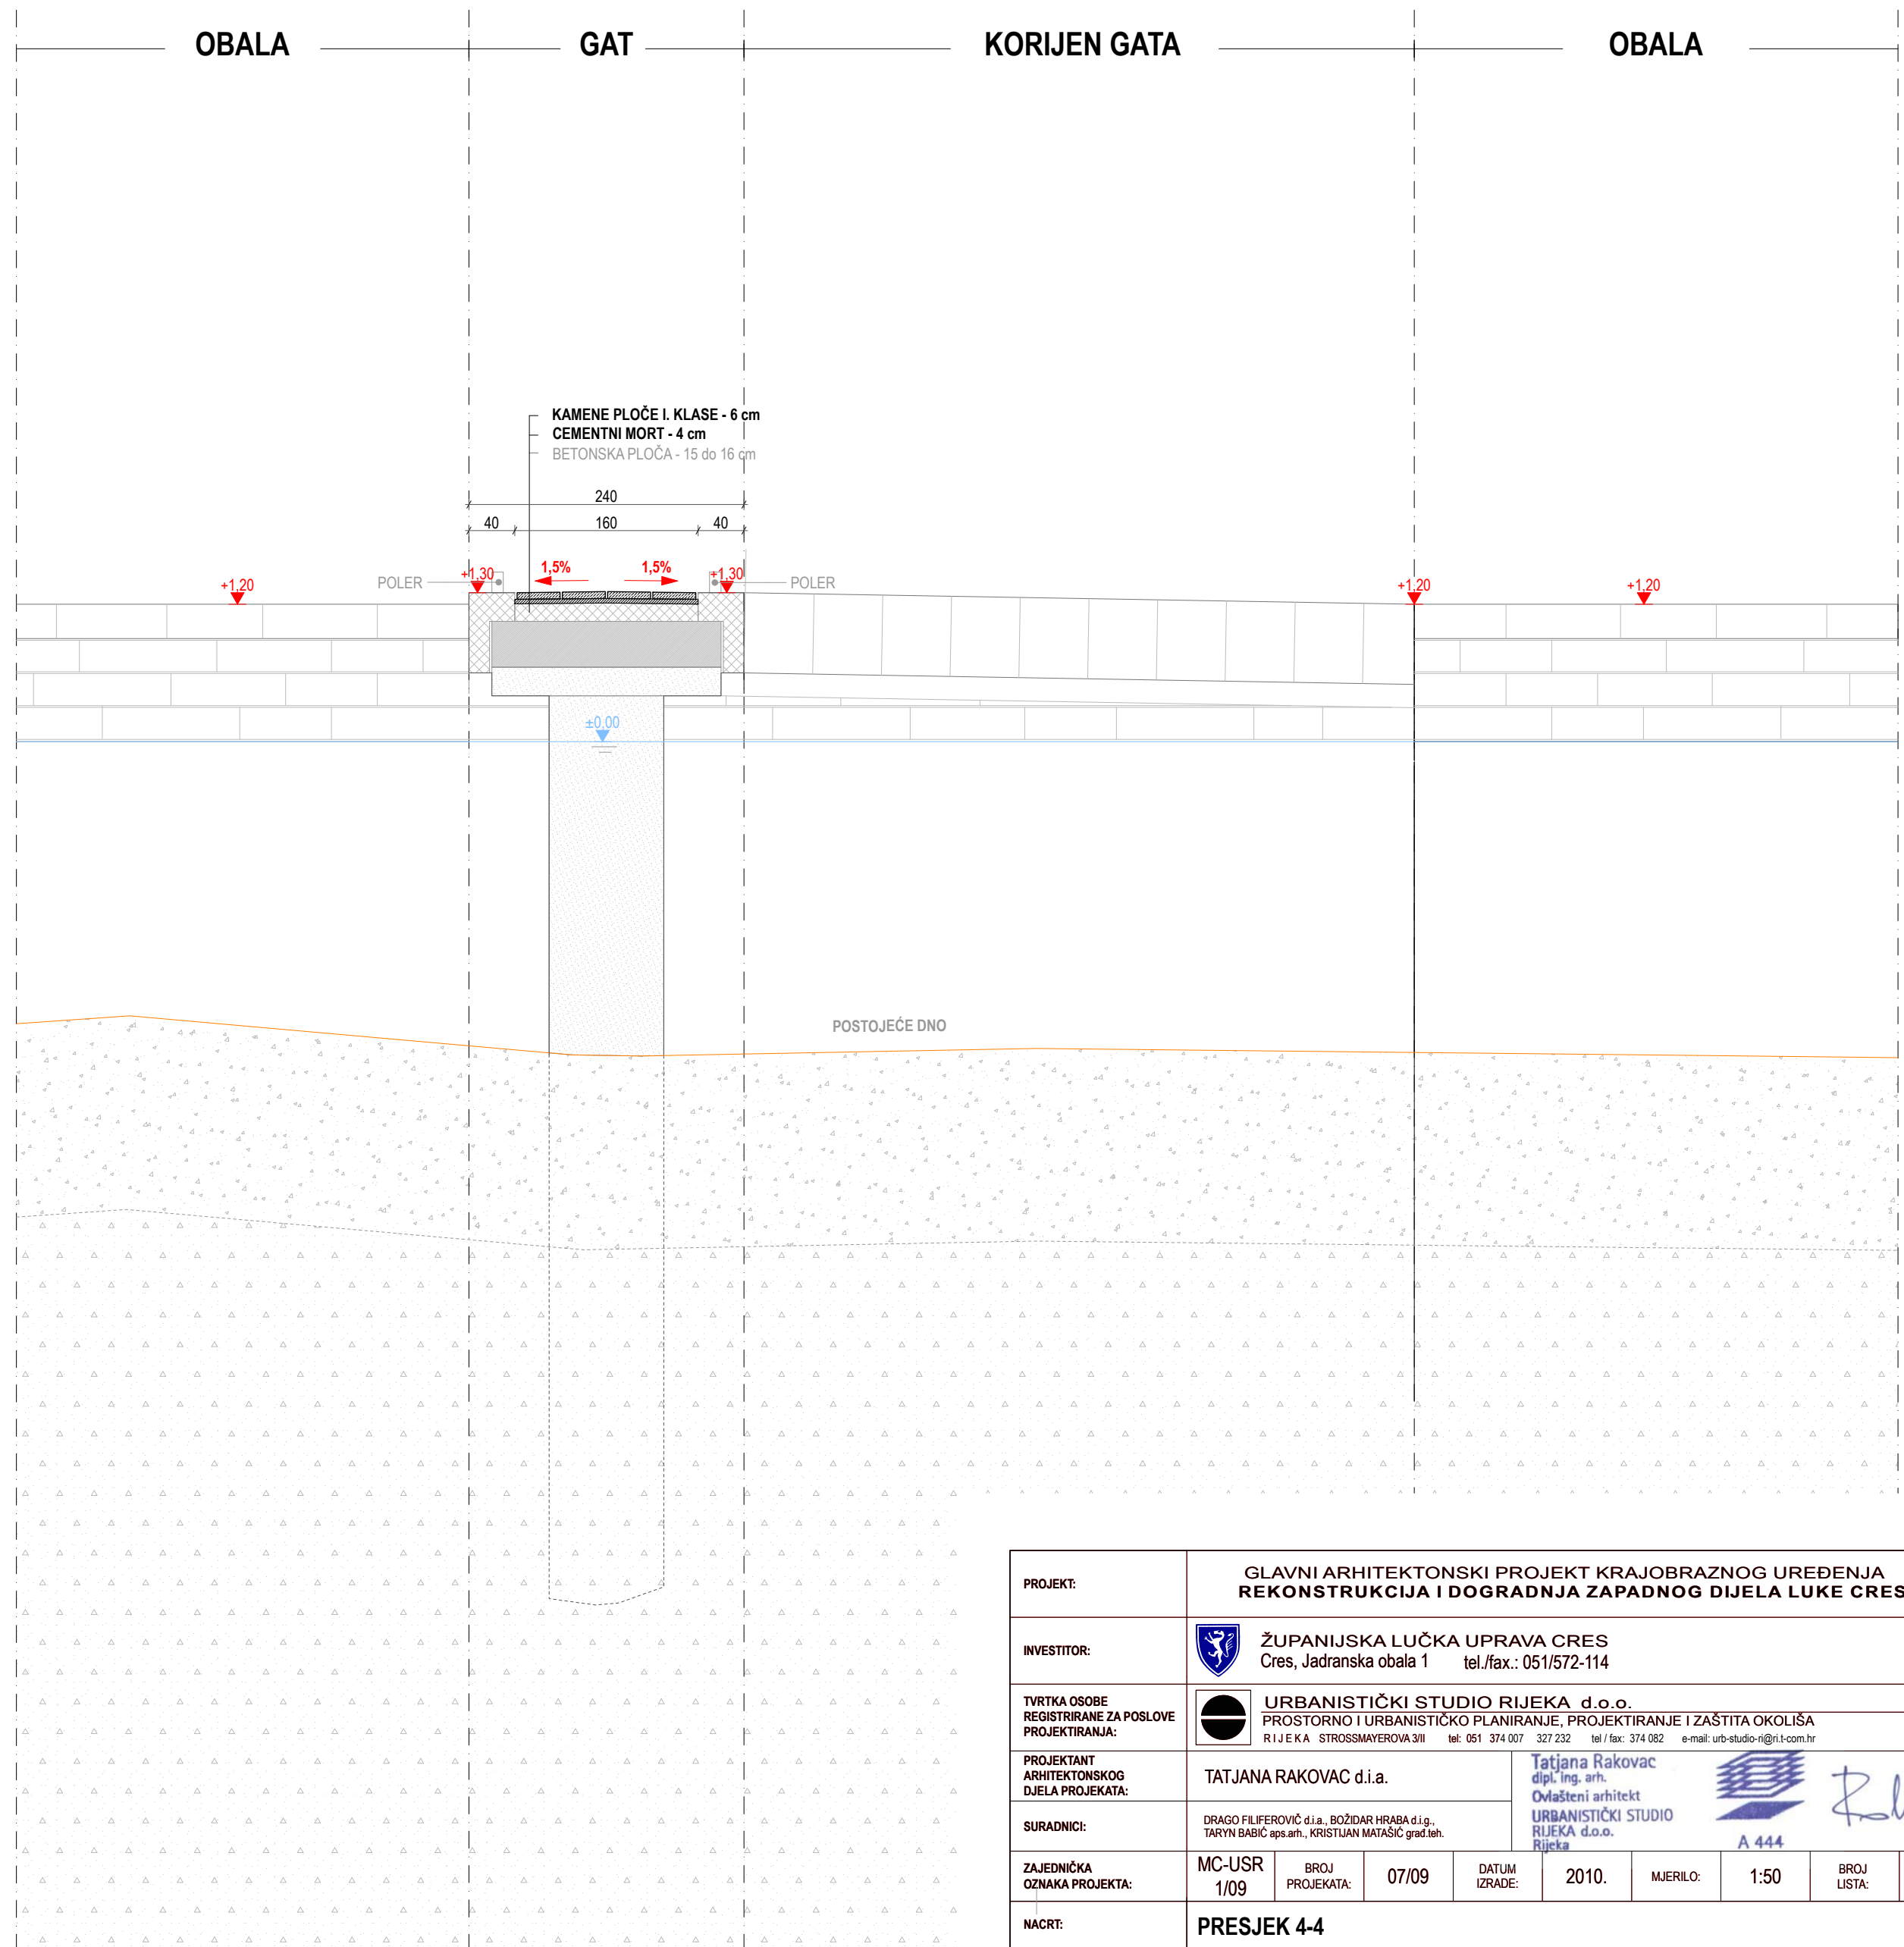 OBALA GAT KORIJEN GATA OBALA
KAMENE PLOČE I. KLASE - 6 cm
CEMENTNI MORT - 4 cm
BETONSKA PLOČA - 15 do 16 cm
240
40 160 40
+1,20 POLER +1,30 1,5% 1,5% +1,30 POLER +1,20 +1,20
±0,00
POSTOJEĆE DNO
PROJEKT:
GLAVNI ARHITEKTONSKI PROJEKT KRAJOBRAZNOG UREĐENJA
REKONSTRUKCIJA I DOGRADNJA ZAPADNOG DIJELA LUKE CRES
INVESTITOR:
ŽUPANIJSKA LUČKA UPRAVA CRES
Cres, Jadranska obala 1 tel./fax.: 051/572-114
TVRTKA OSOBE
REGISTRIRANE ZA POSLOVE
PROJEKTIRANJA:
URBANISTIČKI STUDIO RIJEKA d.o.o.
PROSTORNO I URBANISTIČKO PLANIRANJE, PROJEKTIRANJE I ZAŠTITA OKOLIŠA
RIJEKA STROSSMAYEROVA 3/II tel: 051 374 007 327 232 tel / fax: 374 082 e-mail: urb-studio-ri@ri.t-com.hr
PROJEKTANT
ARHITEKTONSKOG
DJELA PROJEKATA:
TATJANA RAKOVAC d.i.a.
Tatjana Rakovac
dipl. ing. arh.
Ovlašteni arhitekt
URBANISTIČKI STUDIO
RIJEKA d.o.o.
Rijeka
A 444
SURADNICI:
DRAGO FILIFEROVIČ d.i.a., BOŽIDAR HRABA d.i.g.,
TARYN BABIĆ aps.arh., KRISTIJAN MATAŠIĆ građ.teh.
ZAJEDNIČKA
OZNAKA PROJEKTA:
MC-USR
1/09
BROJ
PROJEKATA:
07/09
DATUM
IZRADE:
2010.
MJERILO:
1:50
BROJ
LISTA:
NACRT:
PRESJEK 4-4